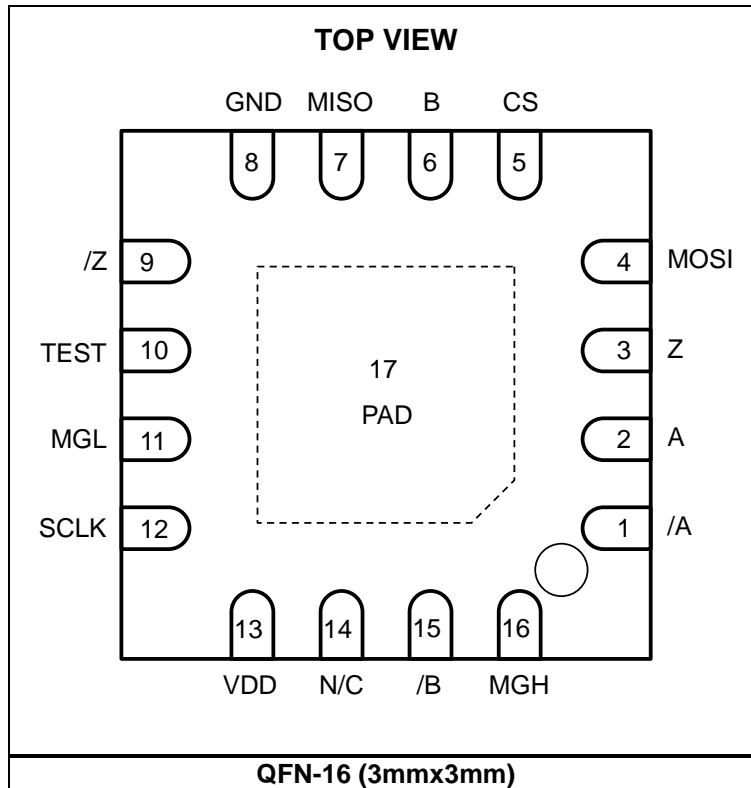 TOP VIEW
GND MISO B CS
8 7 6 5
/Z 9 4 MOSI
TEST 10 3 Z
17
PAD
MGL 11 2 A
SCLK 12 1 /A
13 14 15 16
VDD N/C /B MGH
QFN-16 (3mmx3mm)